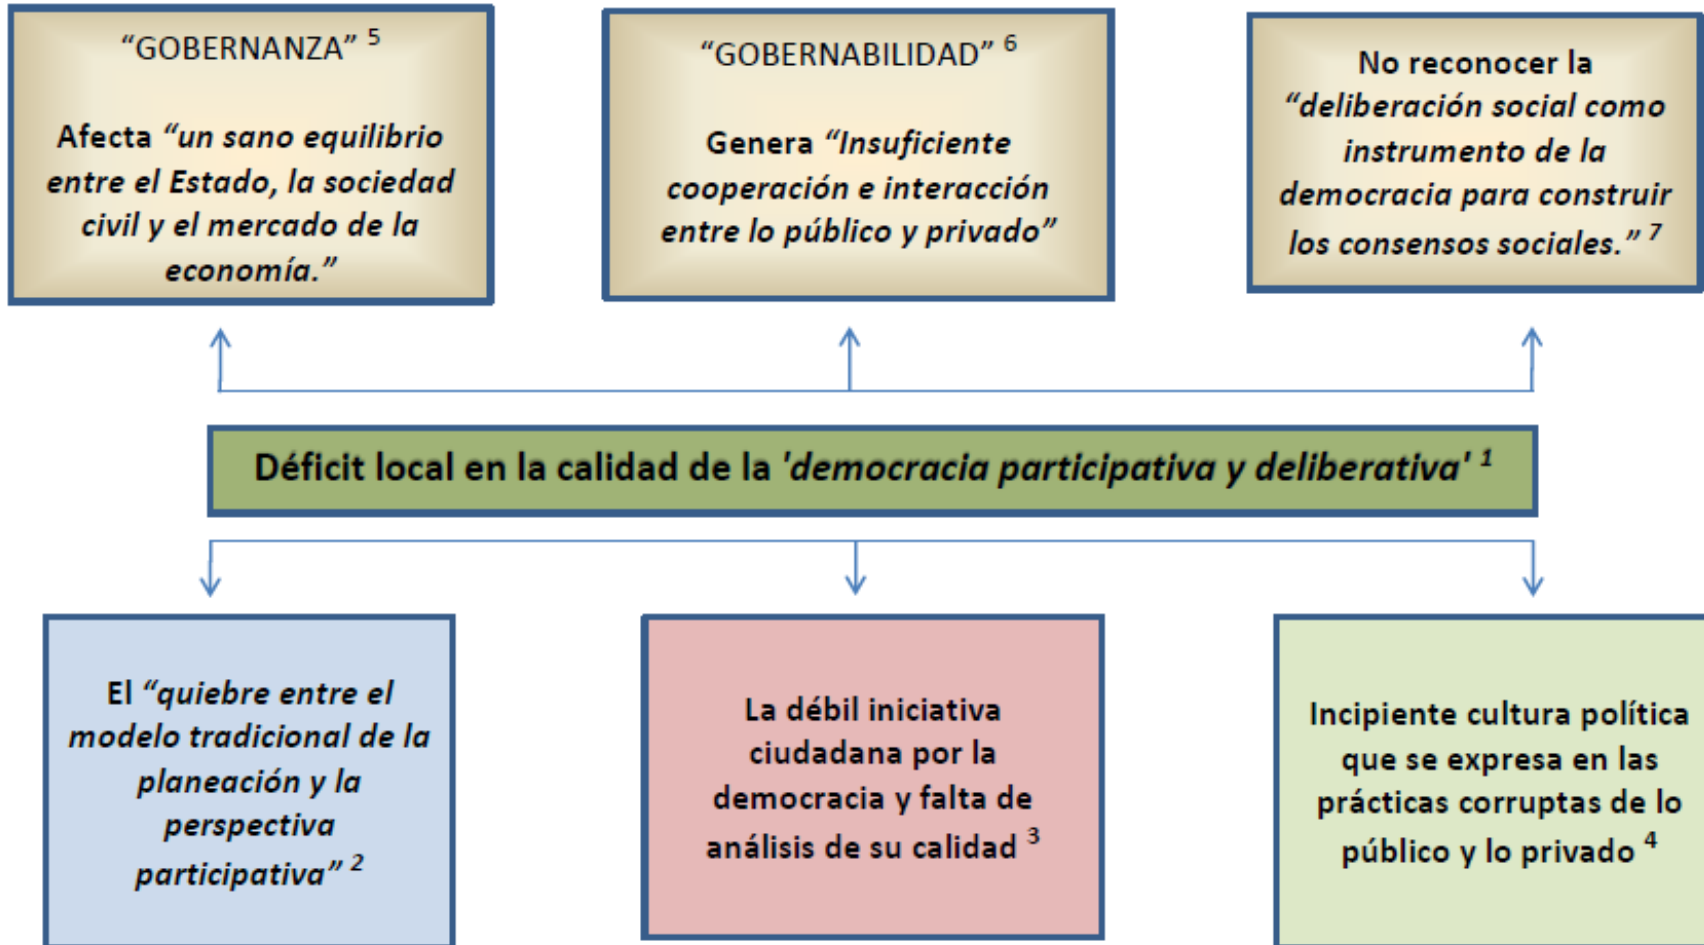 “GOBERNANZA” 5
Afecta “un sano equilibrio
entre el Estado, la sociedad
civil y el mercado de la
economía.”
“GOBERNABILIDAD” 6
Genera “Insuficiente
cooperación e interacción
entre lo público y privado”
No reconocer la
“deliberación social como
instrumento de la
democracia para construir
los consensos sociales.” 7
Déficit local en la calidad de la 'democracia participativa y deliberativa' 1
El “quiebre entre el
modelo tradicional de la
planeación y la
perspectiva
participativa” 2
La débil iniciativa
ciudadana por la
democracia y falta de
análisis de su calidad 3
Incipiente cultura política
que se expresa en las
prácticas corruptas de lo
público y lo privado 4